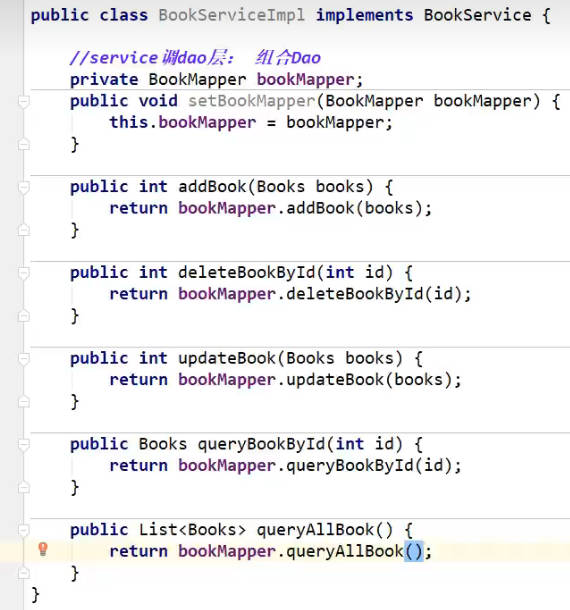 public class BookServiceImpl implements BookService {
//service调dao层： 组合Dao
private BookMapper bookMapper;
public void setBookMapper(BookMapper bookMapper) {
this.bookMapper = bookMapper;
}
public int addBook(Books books) {
return bookMapper.addBook(books);
}
public int deleteBookById(int id) {
return bookMapper.deleteBookById(id);
}
public int updateBook(Books books) {
return bookMapper.updateBook(books);
}
public Books queryBookById(int id) {
return bookMapper.queryBookById(id);
}
public List<Books> queryAllBook() {
return bookMapper.queryAllBook();
}
}